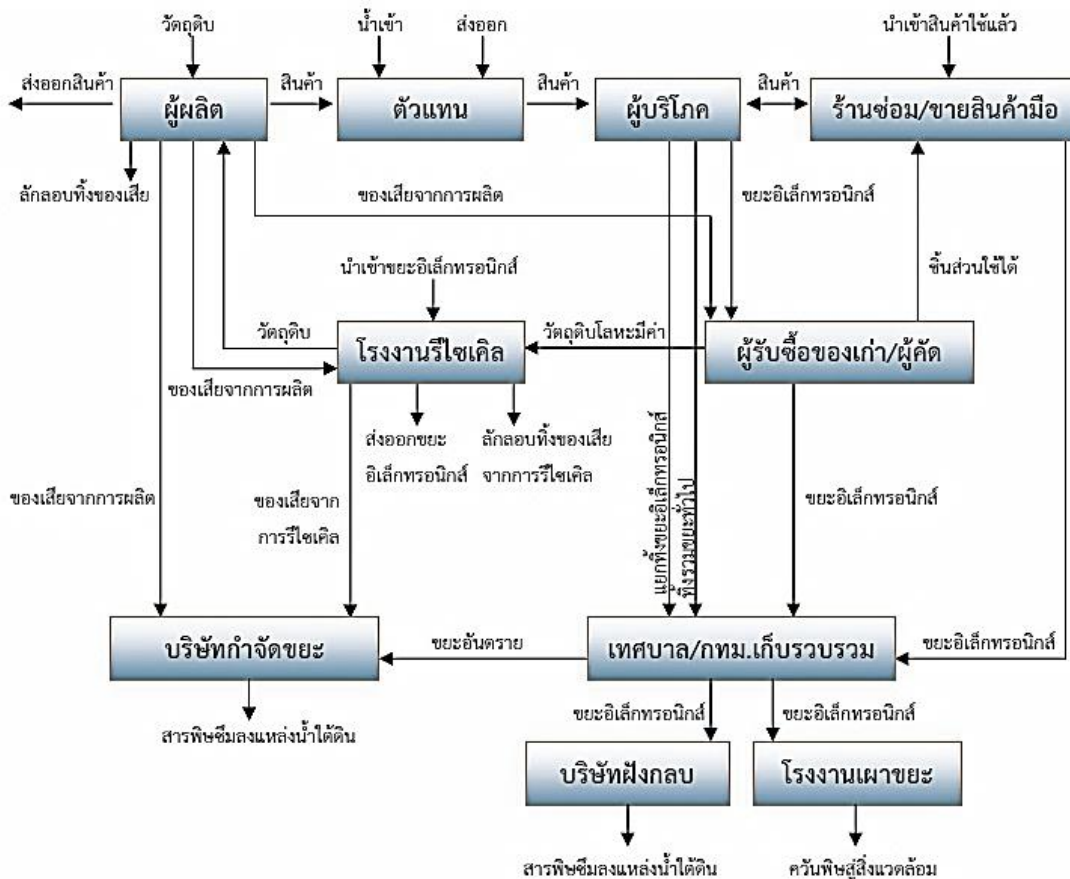 วัตถุดิบ
นำเข้า
ส่งออก
นำเข้าสินค้าใช้แล้ว
ส่งออกสินค้า
ผู้ผลิต
สินค้า
ตัวแทน
สินค้า
ผู้บริโภค
สินค้า
ร้านซ่อม/ขายสินค้ามือ
ลักลอบทิ้งของเสีย
ของเสียจากการผลิต
ขยะอิเล็กทรอนิกส์
นำเข้าขยะอิเล็กทรอนิกส์
ชิ้นส่วนใช้ได้
วัตถุดิบ
โรงงานรีไซเคิล
วัตถุดิบโลหะมีค่า
ผู้รับซื้อของเก่า/ผู้คัด
ของเสียจากการผลิต
ส่งออกขยะ
อิเล็กทรอนิกส์
ลักลอบทิ้งของเสีย
จากการรีไซเคิล
แยกทิ้งขยะอิเล็กทรอนิกส์
ทิ้งรวมขยะทั่วไป
ของเสียจากการผลิต
ของเสียจาก
การรีไซเคิล
ขยะอิเล็กทรอนิกส์
บริษัทกำจัดขยะ
ขยะอันตราย
เทศบาล/กทม.เก็บรวบรวม
ขยะอิเล็กทรอนิกส์
สารพิษซึมลงแหล่งน้ำใต้ดิน
ขยะอิเล็กทรอนิกส์
ขยะอิเล็กทรอนิกส์
บริษัทฝังกลบ
โรงงานเผาขยะ
สารพิษซึมลงแหล่งน้ำใต้ดิน
ควันพิษสู่สิ่งแวดล้อม